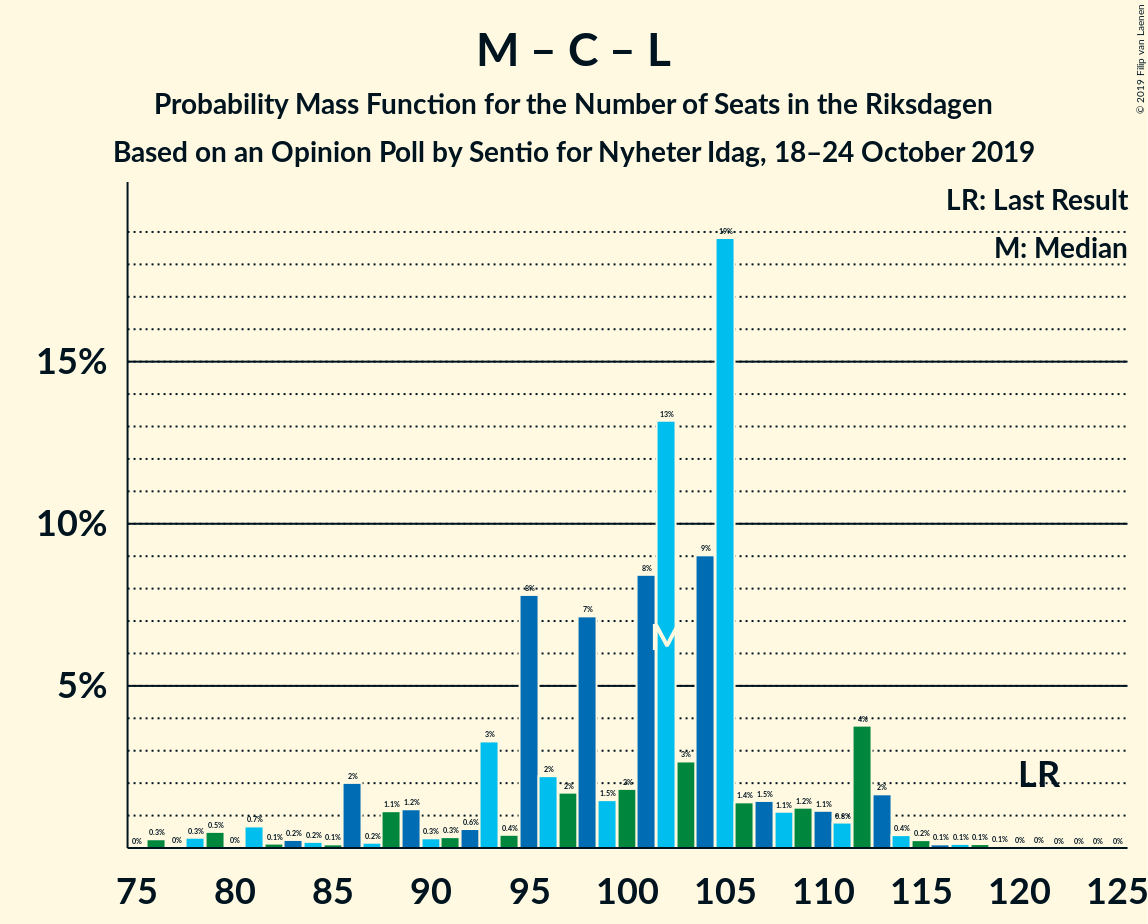 M – C – L
Probability Mass Function for the Number of Seats in the Riksdagen
Based on an Opinion Poll by Sentio for Nyheter Idag, 18–24 October 2019
© 2019 Filip van Laenen
LR: Last Result
M: Median
15%
10%
5%
0% 0.3% 0% 0.3% 0.5% 0% 0.7% 0.1% 0.2% 0.2% 0.1% 2% 0.2% 1.1% 1.2% 0.3% 0.3% 0.6% 3% 0.4% 8% 2% 2% 7% 1.5% 2% 8% 13% 3% 9% 19% 1.4% 1.5% 1.1% 1.2% 1.1% 0.8% 4% 2% 0.4% 0.2% 0.1% 0.1% 0.1% 0.1% 0% 0% 0% 0% 0% 0%
M
LR
75 80 85 90 95 100 105 110 115 120 125